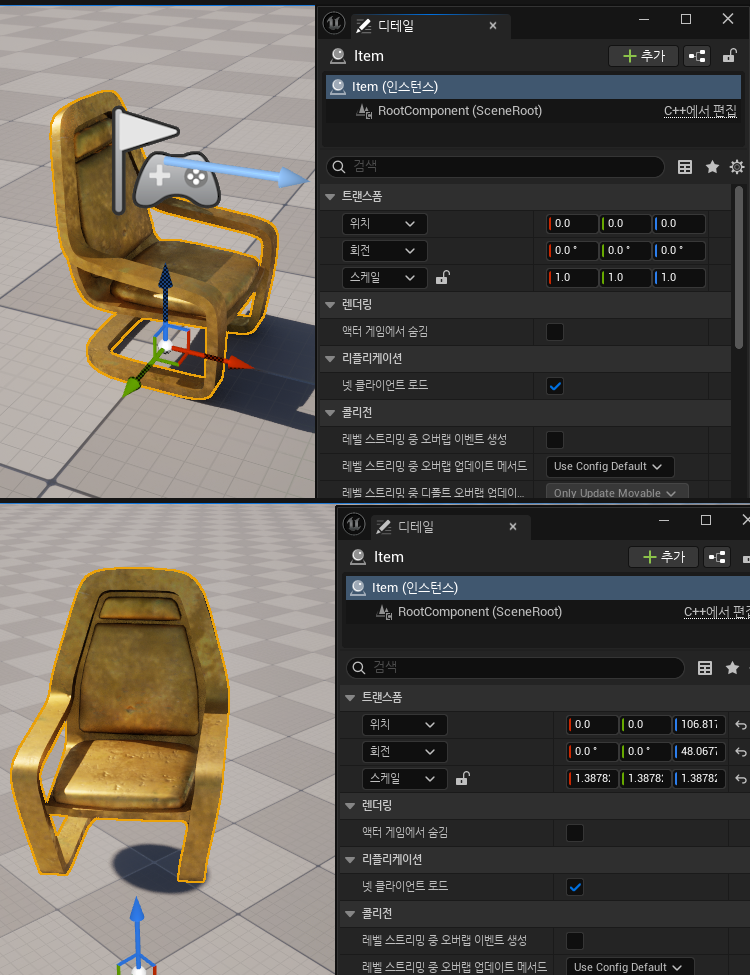 디테일
Item
추가
Item (인스턴스)
RootComponent (SceneRoot) C++에서 편집
검색
트랜스폼
위치 0.0 0.0 0.0
회전 0.0 ° 0.0 ° 0.0 °
스케일 1.0 1.0 1.0
렌더링
액터 게임에서 숨김
리플리케이션
넷 클라이언트 로드
콜리전
레벨 스트리밍 중 오버랩 이벤트 생성
레벨 스트리밍 중 오버랩 업데이트 메서드 Use Config Default
레벨 스트리밍 중 디폴트 오버랩 업데이... Only Update Movable
디테일
Item
추가
Item (인스턴스)
RootComponent (SceneRoot) C++에서 편집
검색
트랜스폼
위치 0.0 0.0 106.817
회전 0.0 ° 0.0 ° 48.0677
스케일 1.3878 1.3878 1.3878
렌더링
액터 게임에서 숨김
리플리케이션
넷 클라이언트 로드
콜리전
레벨 스트리밍 중 오버랩 이벤트 생성
레벨 스트리밍 중 오버랩 업데이트 메서드 Use Config Default